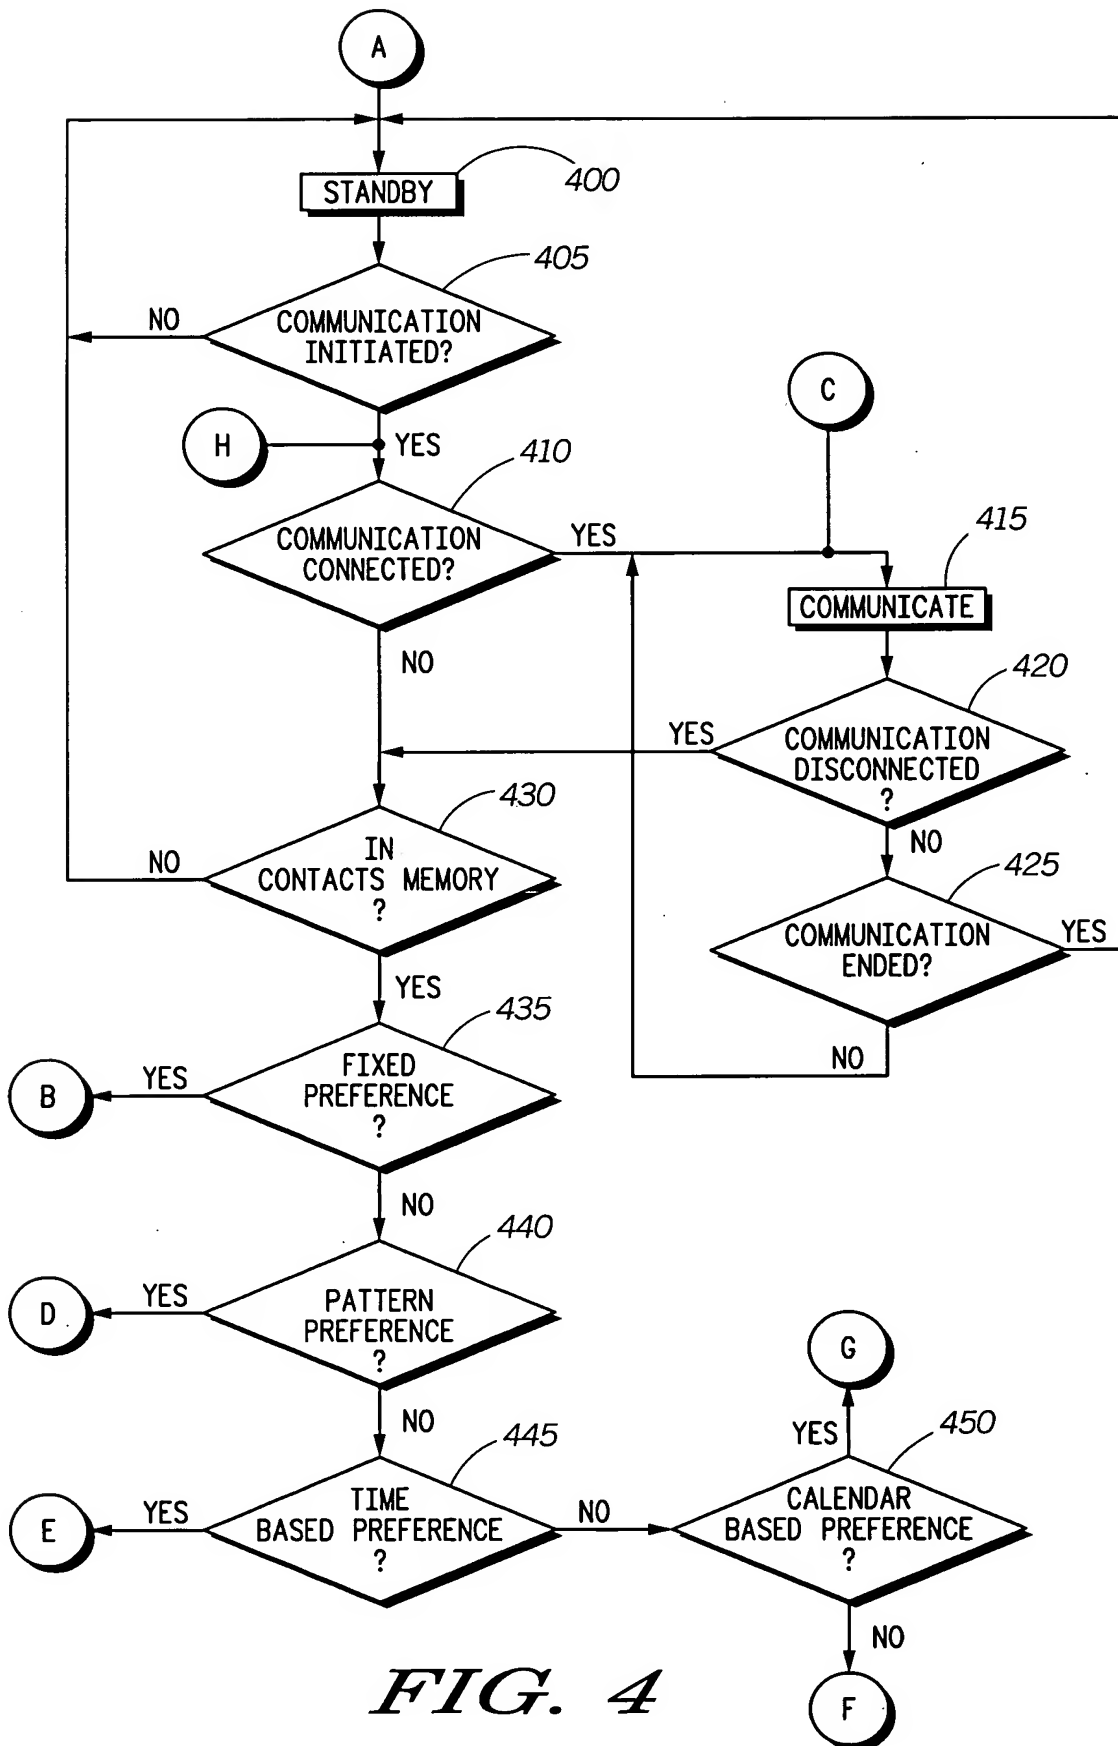 A
STANDBY
400
405
COMMUNICATION
INITIATED?
NO
YES
H
C
410
COMMUNICATION
CONNECTED?
YES
NO
415
COMMUNICATE
420
COMMUNICATION
DISCONNECTED
?
YES
NO
425
COMMUNICATION
ENDED?
YES
NO
430
IN
CONTACTS MEMORY
?
NO
YES
435
FIXED
PREFERENCE
?
YES
B
NO
440
PATTERN
PREFERENCE
?
YES
D
NO
445
TIME
BASED PREFERENCE
?
YES
E
NO
450
CALENDAR
BASED PREFERENCE
?
YES
G
NO
F
FIG. 4